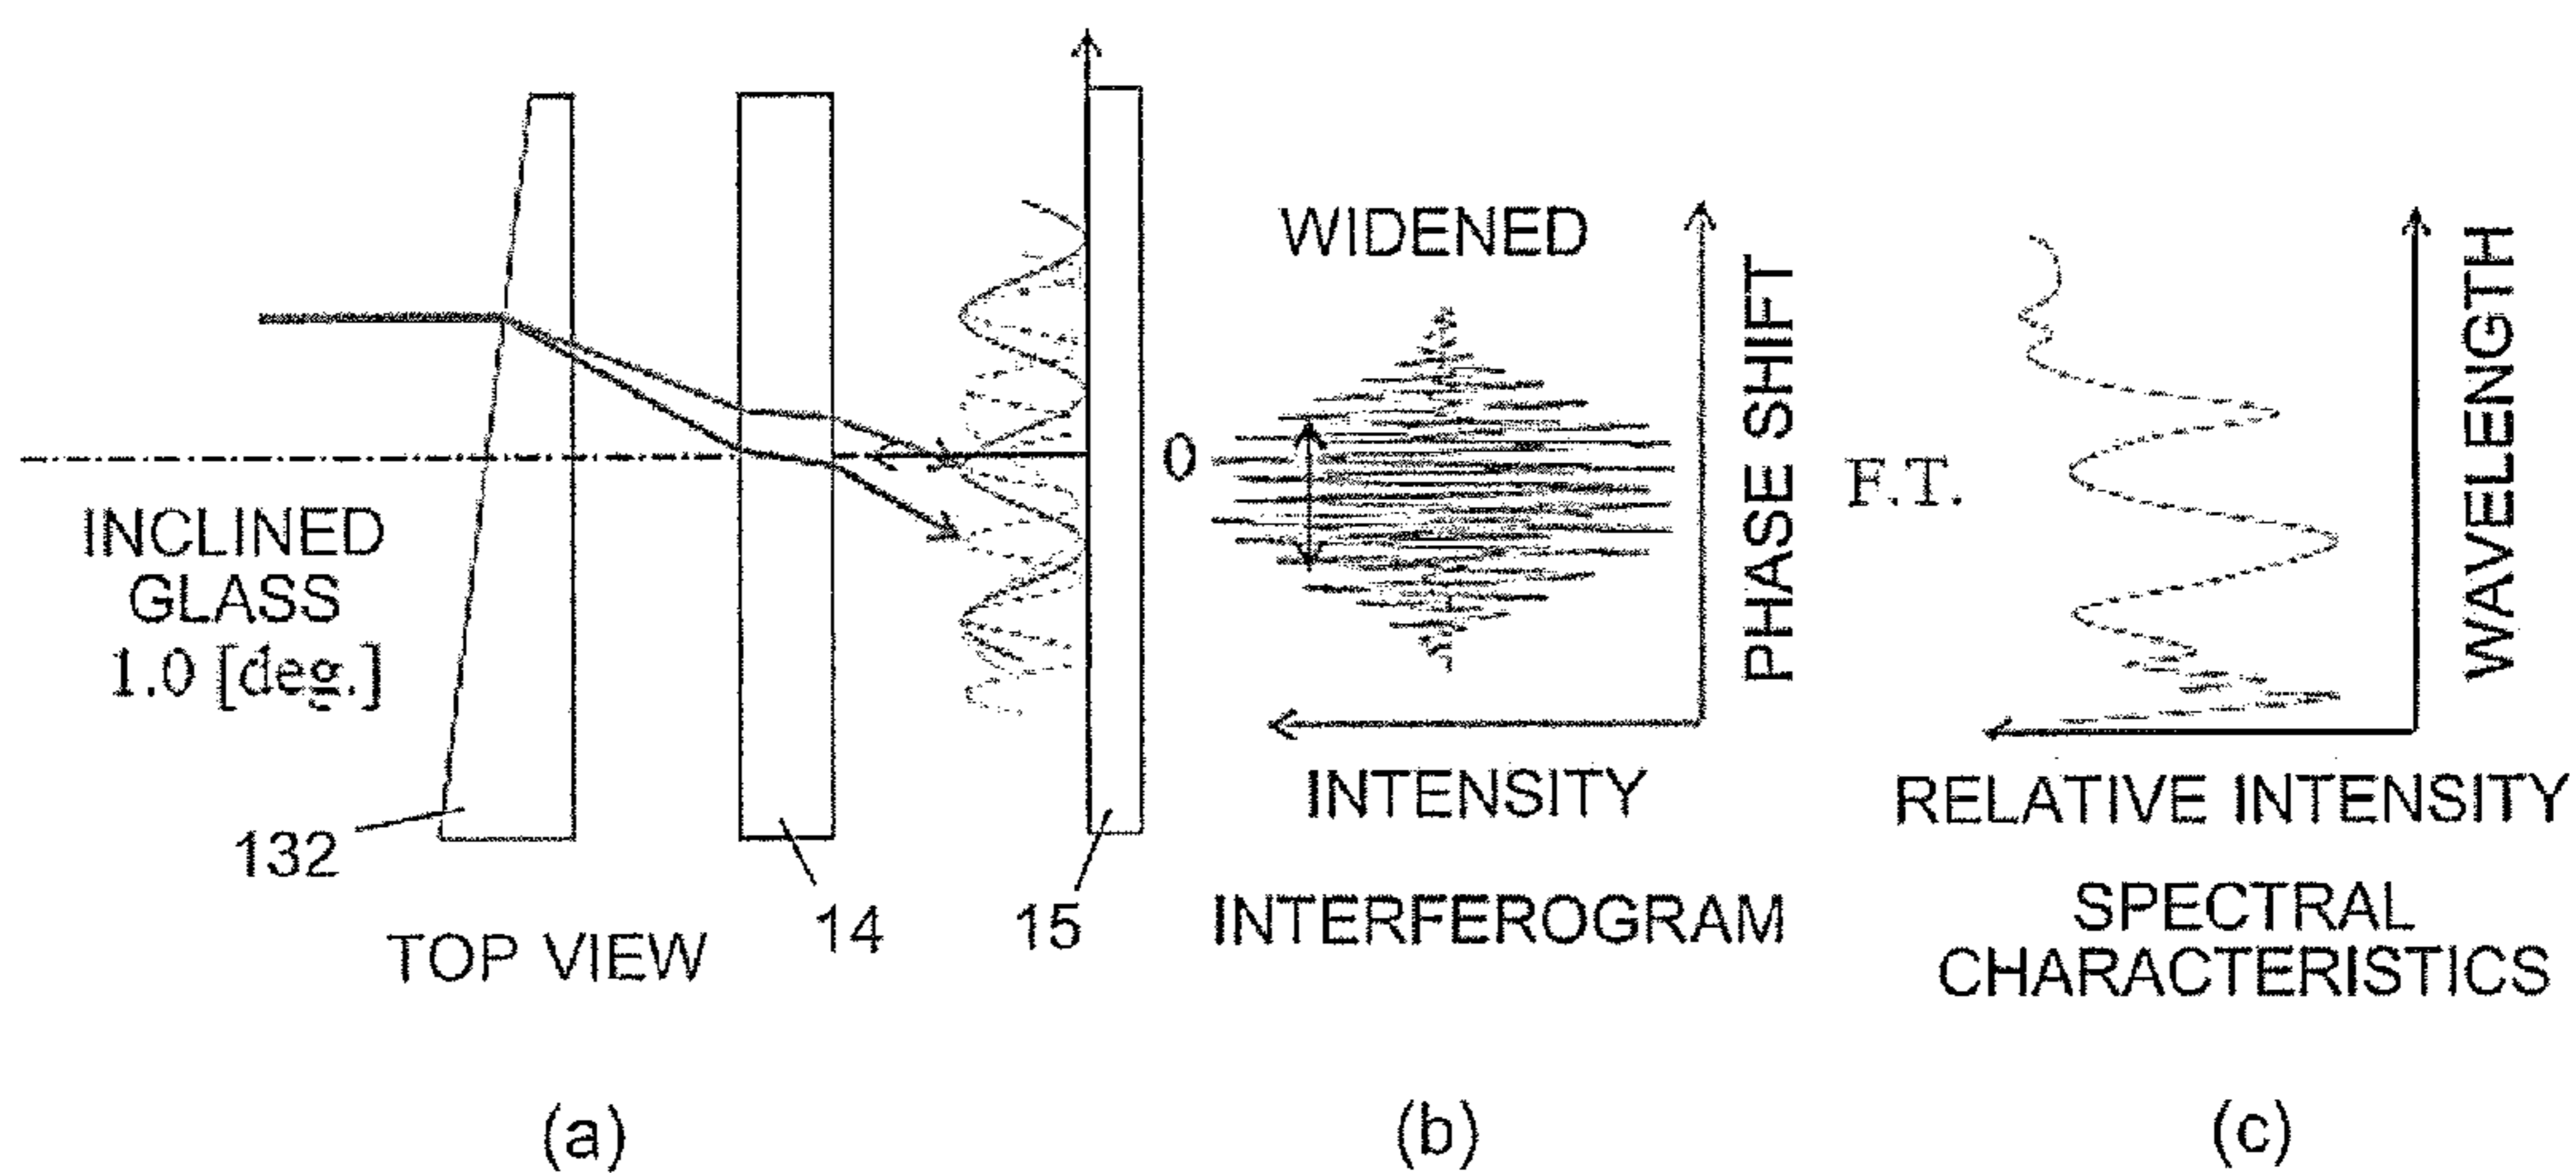 INCLINED
GLASS
1.0 [deg.]
132
TOP VIEW
14
15
WIDENED
0
PHASE SHIFT
INTENSITY
INTERFEROGRAM
F.T.
WAVELENGTH
RELATIVE INTENSITY
SPECTRAL
CHARACTERISTICS
(a)
(b)
(c)